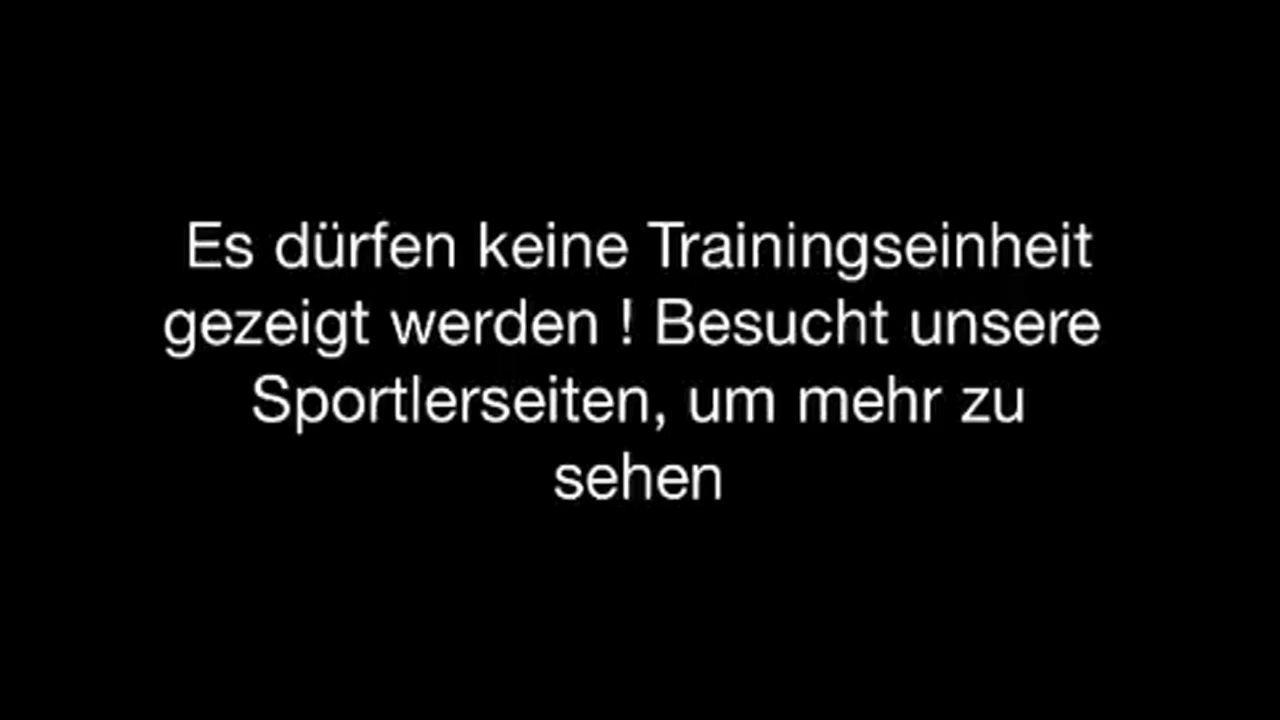 Es dürfen keine Trainingseinheit
gezeigt werden ! Besucht unsere
Sportlerseiten, um mehr zu
sehen